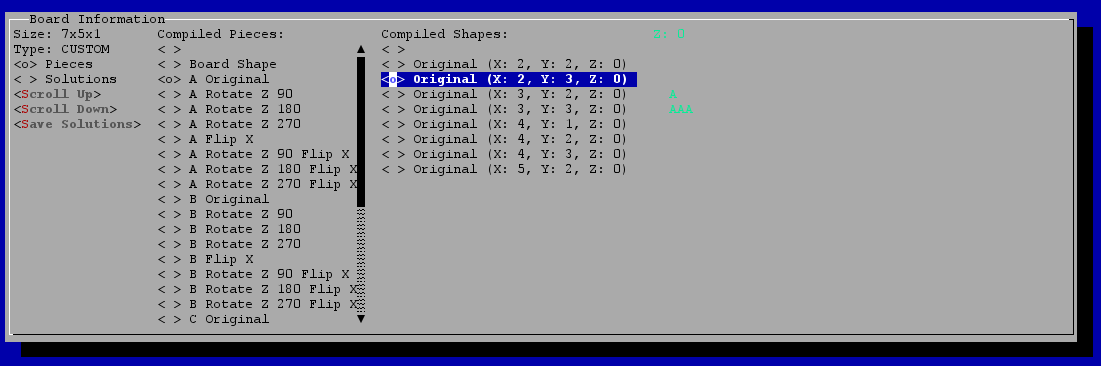 Board Information
Size: 7x5x1
Type: CUSTOM
<o> Pieces
< > Solutions
<Scroll Up>
<Scroll Down>
<Save Solutions>
Compiled Pieces:
< >
< > Board Shape
<o> A Original
< > A Rotate Z 90
< > A Rotate Z 180
< > A Rotate Z 270
< > A Flip X
< > A Rotate Z 90 Flip X
< > A Rotate Z 180 Flip X
< > A Rotate Z 270 Flip X
< > B Original
< > B Rotate Z 90
< > B Rotate Z 180
< > B Rotate Z 270
< > B Flip X
< > B Rotate Z 90 Flip X
< > B Rotate Z 180 Flip X
< > B Rotate Z 270 Flip X
< > C Original
Compiled Shapes:
< >
< > Original (X: 2, Y: 2, Z: 0)
<o> Original (X: 2, Y: 3, Z: 0)
< > Original (X: 3, Y: 2, Z: 0)
< > Original (X: 3, Y: 3, Z: 0)
< > Original (X: 4, Y: 1, Z: 0)
< > Original (X: 4, Y: 2, Z: 0)
< > Original (X: 4, Y: 3, Z: 0)
< > Original (X: 5, Y: 2, Z: 0)
Z: 0
A
AAA